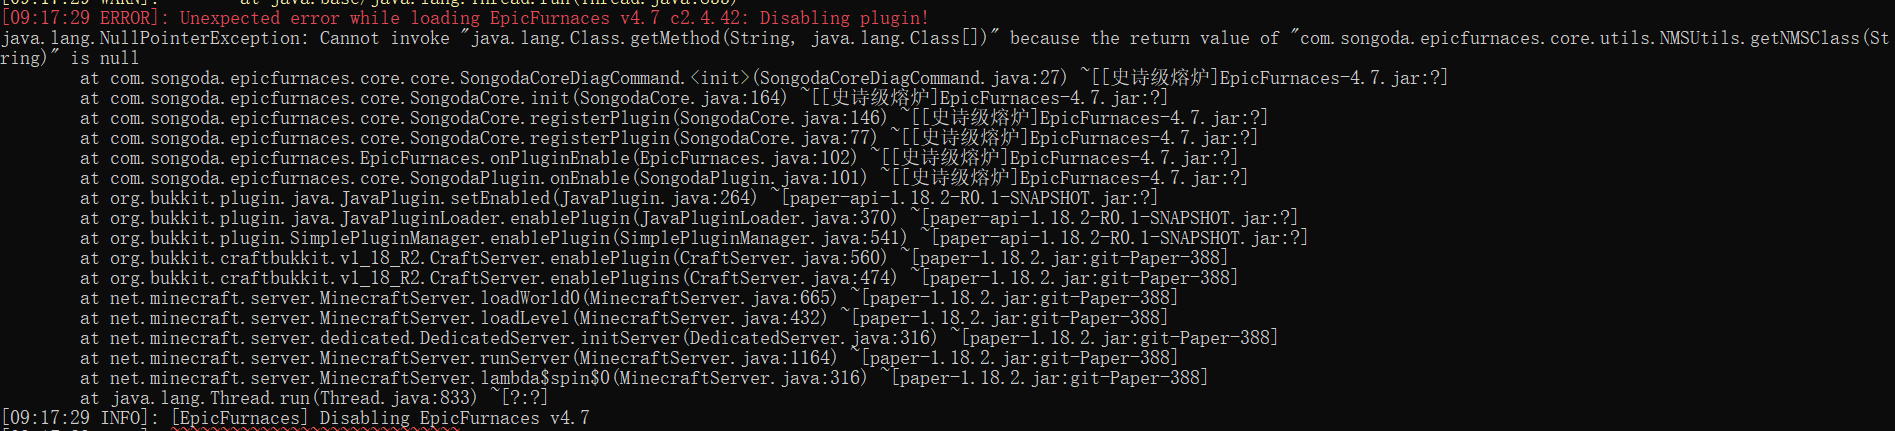 [09:17:29 ERROR]: Unexpected error while loading EpicFurnaces v4.7 c2.4.42: Disabling plugin!
java.lang.NullPointerException: Cannot invoke "java.lang.Class.getMethod(String, java.lang.Class[])" because the return value of "com.songoda.epicfurnaces.core.utils.NMSUtils.getNMSClass(St
ring)" is null
at com.songoda.epicfurnaces.core.core.SongodaCoreDiagCommand.<init>(SongodaCoreDiagCommand.java:27) ~[[史诗级熔炉]EpicFurnaces-4.7.jar:?]
at com.songoda.epicfurnaces.core.SongodaCore.init(SongodaCore.java:164) ~[[史诗级熔炉]EpicFurnaces-4.7.jar:?]
at com.songoda.epicfurnaces.core.SongodaCore.registerPlugin(SongodaCore.java:146) ~[[史诗级熔炉]EpicFurnaces-4.7.jar:?]
at com.songoda.epicfurnaces.core.SongodaCore.registerPlugin(SongodaCore.java:77) ~[[史诗级熔炉]EpicFurnaces-4.7.jar:?]
at com.songoda.epicfurnaces.EpicFurnaces.onPluginEnable(EpicFurnaces.java:102) ~[[史诗级熔炉]EpicFurnaces-4.7.jar:?]
at com.songoda.epicfurnaces.core.SongodaPlugin.onEnable(SongodaPlugin.java:101) ~[[史诗级熔炉]EpicFurnaces-4.7.jar:?]
at org.bukkit.plugin.java.JavaPlugin.setEnabled(JavaPlugin.java:264) ~[paper-api-1.18.2-R0.1-SNAPSHOT.jar:?]
at org.bukkit.plugin.java.JavaPluginLoader.enablePlugin(JavaPluginLoader.java:370) ~[paper-api-1.18.2-R0.1-SNAPSHOT.jar:?]
at org.bukkit.plugin.SimplePluginManager.enablePlugin(SimplePluginManager.java:541) ~[paper-api-1.18.2-R0.1-SNAPSHOT.jar:?]
at org.bukkit.craftbukkit.v1_18_R2.CraftServer.enablePlugin(CraftServer.java:560) ~[paper-1.18.2.jar:git-Paper-388]
at org.bukkit.craftbukkit.v1_18_R2.CraftServer.enablePlugins(CraftServer.java:474) ~[paper-1.18.2.jar:git-Paper-388]
at net.minecraft.server.MinecraftServer.loadWorld0(MinecraftServer.java:665) ~[paper-1.18.2.jar:git-Paper-388]
at net.minecraft.server.MinecraftServer.loadLevel(MinecraftServer.java:432) ~[paper-1.18.2.jar:git-Paper-388]
at net.minecraft.server.dedicated.DedicatedServer.initServer(DedicatedServer.java:316) ~[paper-1.18.2.jar:git-Paper-388]
at net.minecraft.server.MinecraftServer.runServer(MinecraftServer.java:1164) ~[paper-1.18.2.jar:git-Paper-388]
at net.minecraft.server.MinecraftServer.lambda$spin$0(MinecraftServer.java:316) ~[paper-1.18.2.jar:git-Paper-388]
at java.lang.Thread.run(Thread.java:833) ~[?:?]
[09:17:29 INFO]: [EpicFurnaces] Disabling EpicFurnaces v4.7